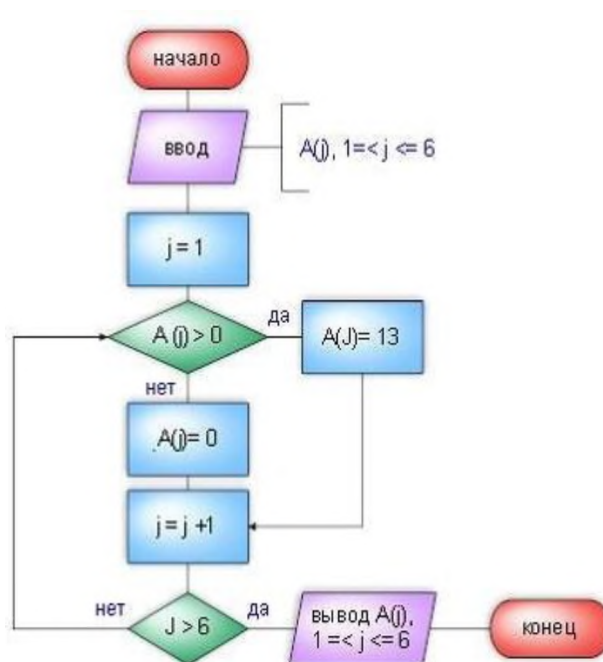 начало
ввод
A(j), 1=< j <= 6
j = 1
A (j) > 0
да
A(J)= 13
нет
A(j)= 0
j = j +1
нет
J > 6
да
вывод A(j),
1 =< j <= 6
конец